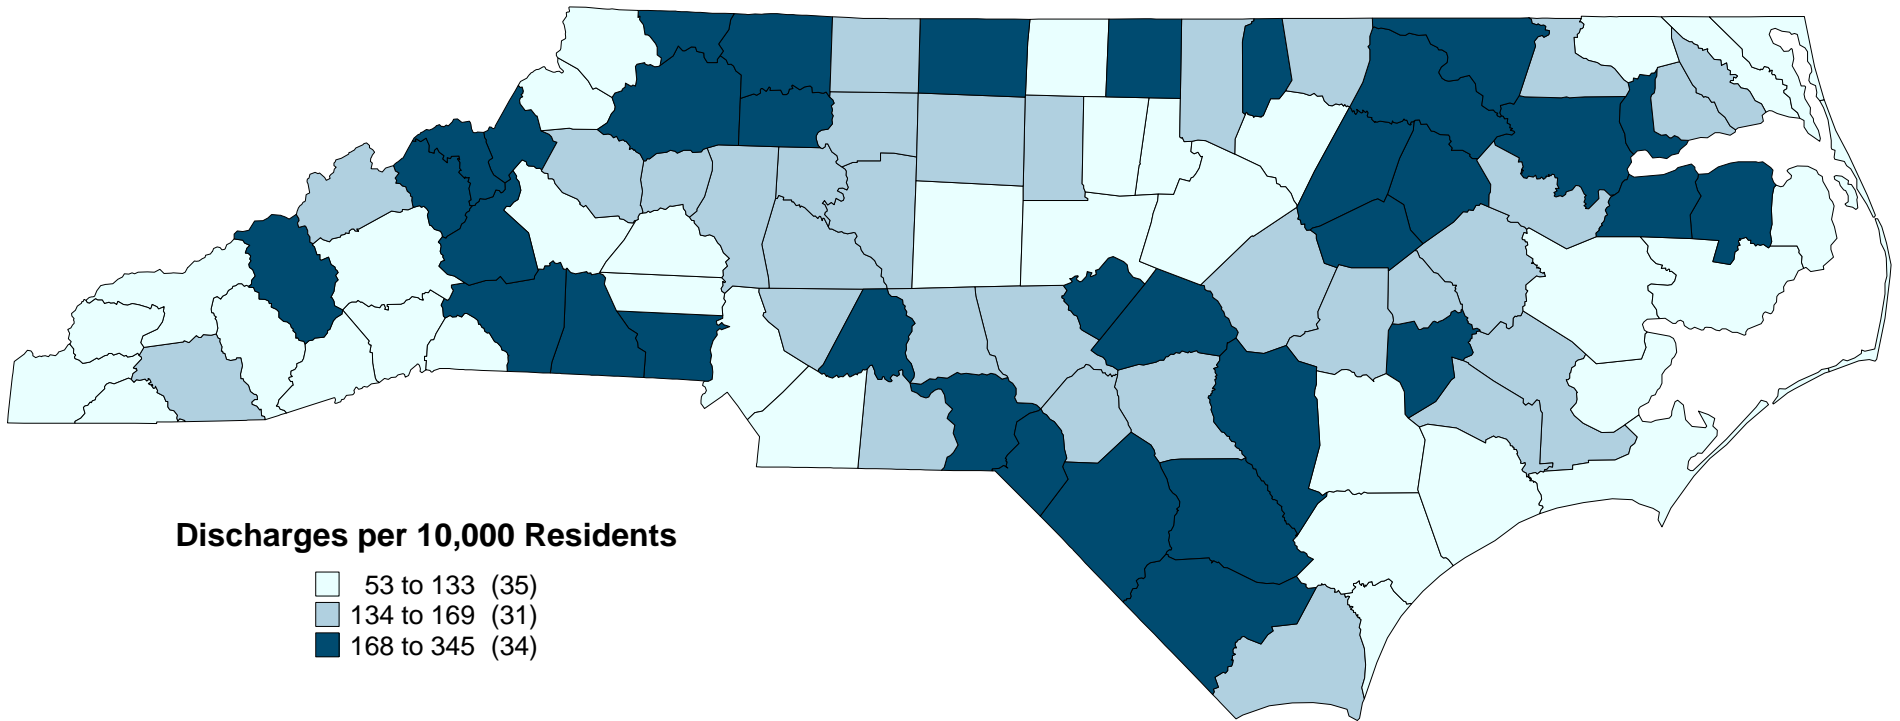 Discharges per 10,000 Residents
53 to 133 (35)
134 to 169 (31)
168 to 345 (34)